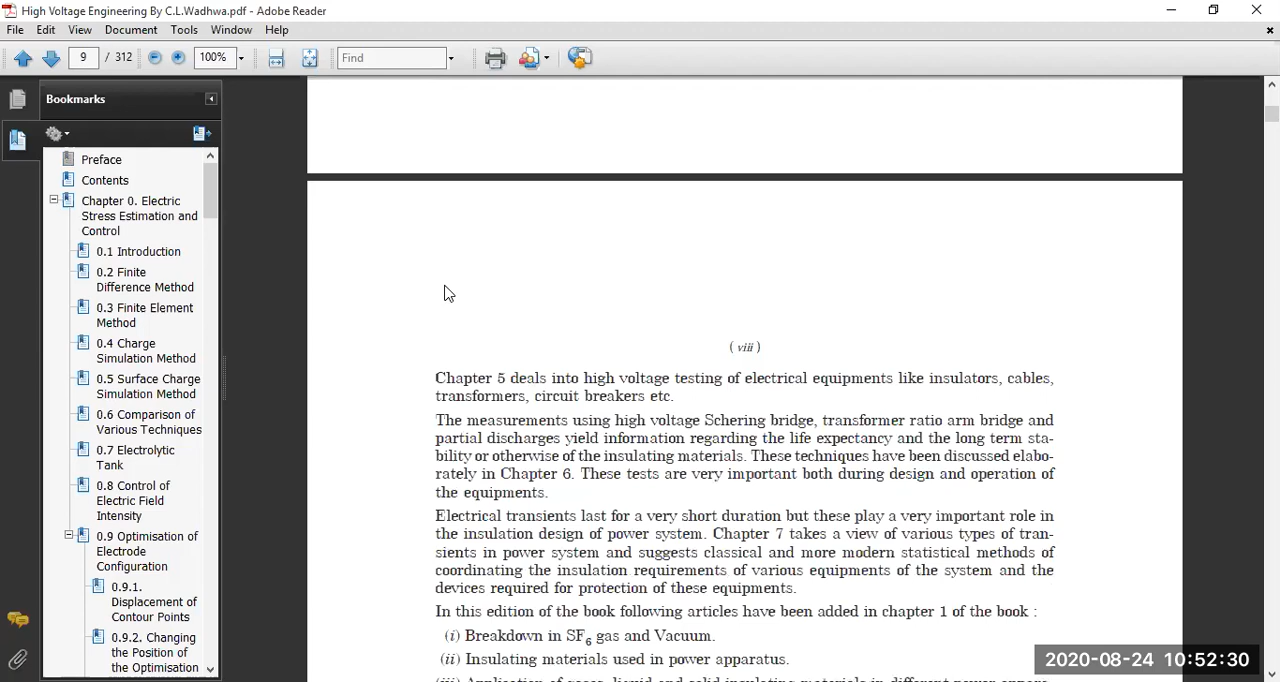 High Voltage Engineering By C.L.Wadhwa.pdf - Adobe Reader
File Edit View Document Tools Window Help
9 / 312 100% Find
Bookmarks
Preface
Contents
Chapter 0. Electric
Stress Estimation and
Control
0.1 Introduction
0.2 Finite
Difference Method
0.3 Finite Element
Method
0.4 Charge
Simulation Method
0.5 Surface Charge
Simulation Method
0.6 Comparison of
Various Techniques
0.7 Electrolytic
Tank
0.8 Control of
Electric Field
Intensity
0.9 Optimisation of
Electrode
Configuration
0.9.1.
Displacement of
Contour Points
0.9.2. Changing
the Position of
the Optimisation
( viii )
Chapter 5 deals into high voltage testing of electrical equipments like insulators, cables,
transformers, circuit breakers etc.
The measurements using high voltage Schering bridge, transformer ratio arm bridge and
partial discharges yield information regarding the life expectancy and the long term sta-
bility or otherwise of the insulating materials. These techniques have been discussed elabo-
rately in Chapter 6. These tests are very important both during design and operation of
the equipments.
Electrical transients last for a very short duration but these play a very important role in
the insulation design of power system. Chapter 7 takes a view of various types of tran-
sients in power system and suggests classical and more modern statistical methods of
coordinating the insulation requirements of various equipments of the system and the
devices required for protection of these equipments.
In this edition of the book following articles have been added in chapter 1 of the book :
(i) Breakdown in SF6 gas and Vacuum.
(ii) Insulating materials used in power apparatus.
2020-08-24 10:52:30